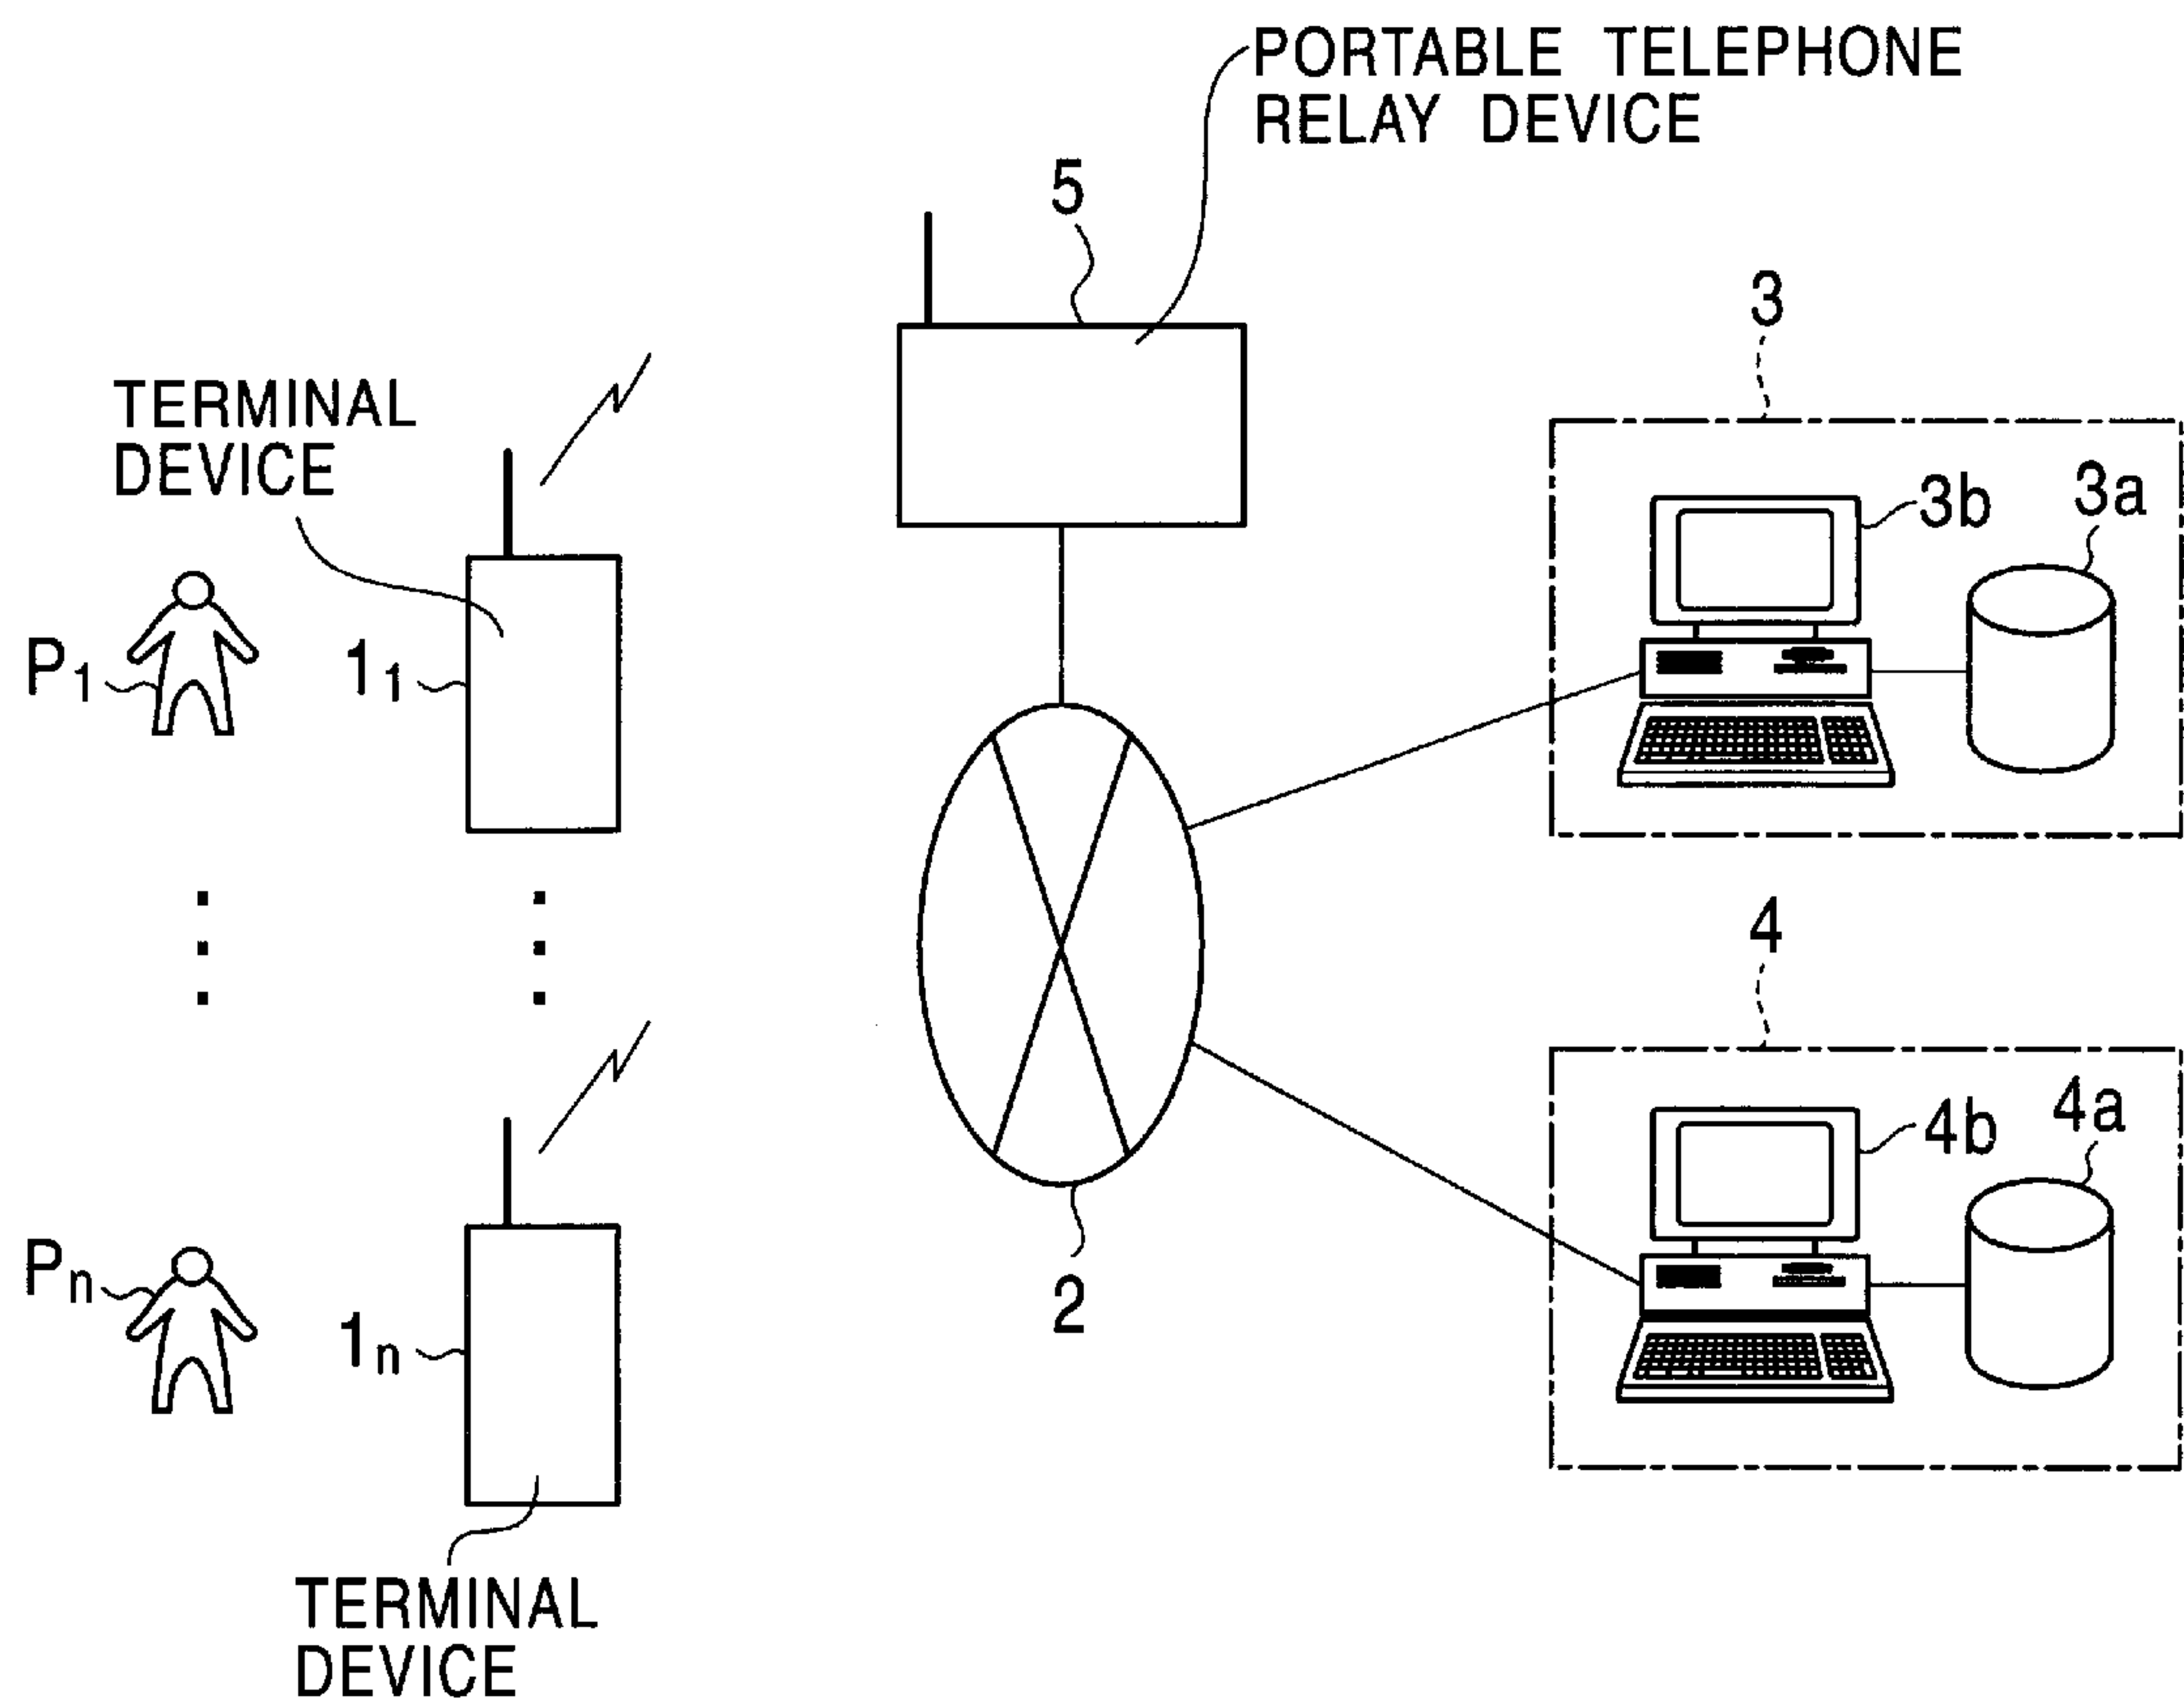 PORTABLE TELEPHONE
RELAY DEVICE
5
3
TERMINAL
DEVICE
3b
3a
P1
11
4
4b
4a
Pn
1n
2
TERMINAL
DEVICE